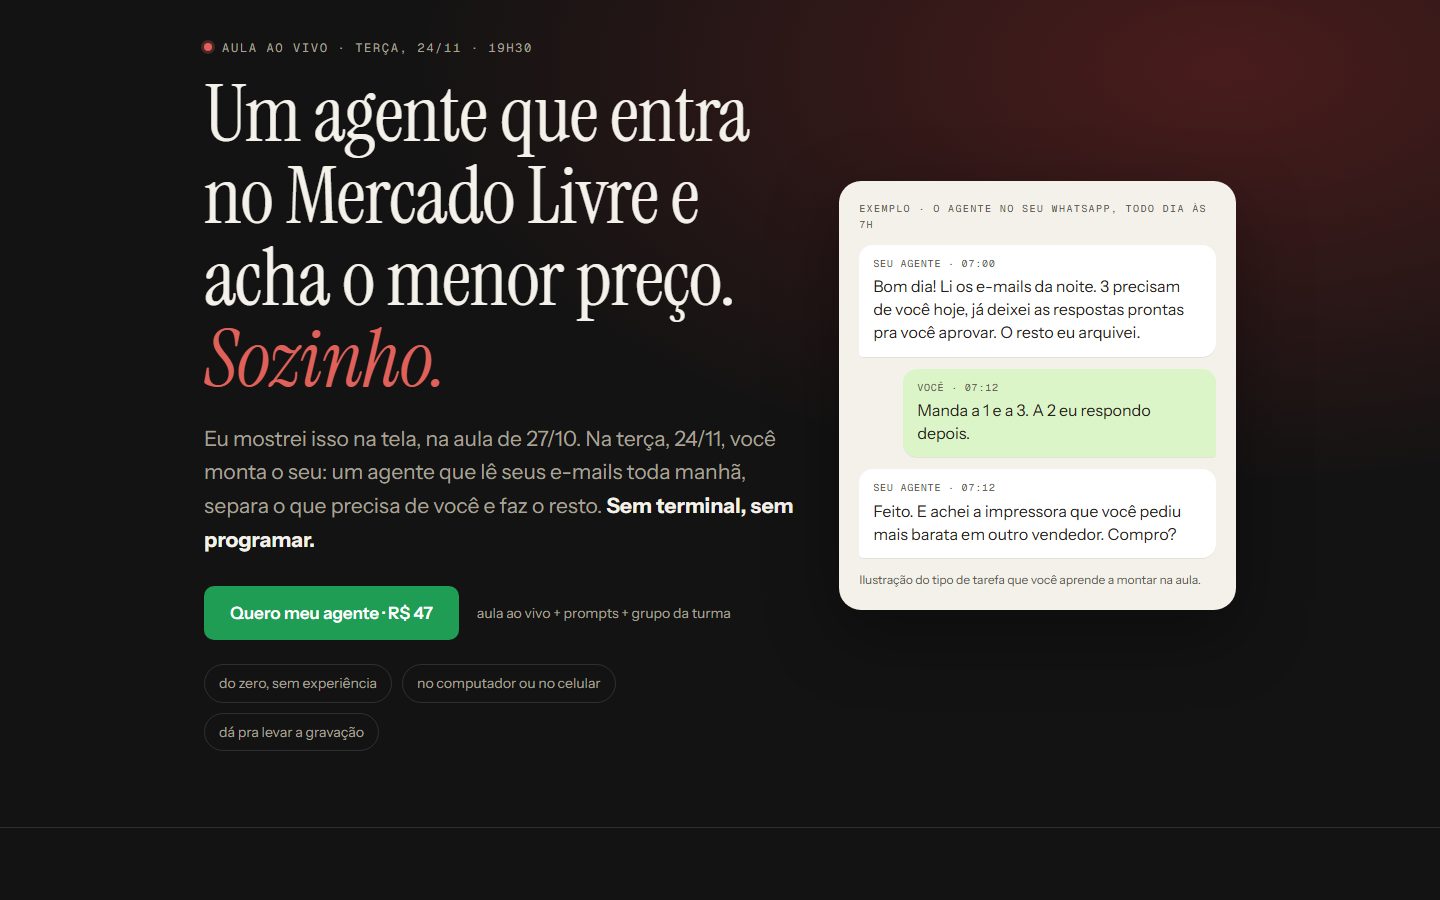 AULA AO VIVO · TERÇA, 24/11 · 19H30
Um agente que entra
no Mercado Livre e
acha o menor preço.
Sozinho.
Eu mostrei isso na tela, na aula de 27/10. Na terça, 24/11, você
monta o seu: um agente que lê seus e-mails toda manhã,
separa o que precisa de você e faz o resto. Sem terminal, sem
programar.
Quero meu agente · R$ 47
aula ao vivo + prompts + grupo da turma
do zero, sem experiência
no computador ou no celular
dá pra levar a gravação
EXEMPLO · O AGENTE NO SEU WHATSAPP, TODO DIA ÀS
7H
SEU AGENTE · 07:00
Bom dia! Li os e-mails da noite. 3 precisam
de você hoje, já deixei as respostas prontas
pra você aprovar. O resto eu arquivei.
VOCÊ · 07:12
Manda a 1 e a 3. A 2 eu respondo
depois.
SEU AGENTE · 07:12
Feito. E achei a impressora que você pediu
mais barata em outro vendedor. Compro?
Ilustração do tipo de tarefa que você aprende a montar na aula.